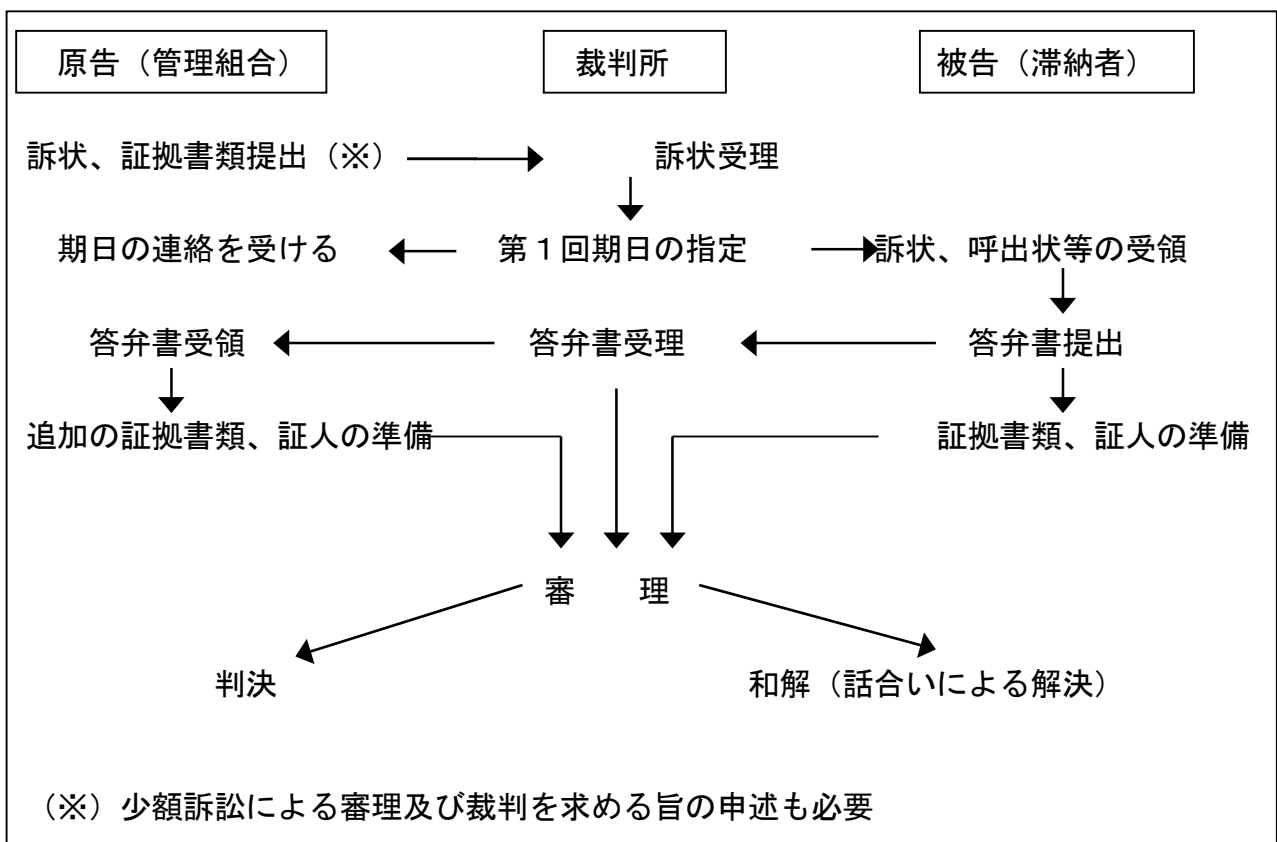 原告（管理組合） 裁判所 被告（滞納者）
訴状、証拠書類提出（※） 訴状受理
期日の連絡を受ける 第１回期日の指定 訴状、呼出状等の受領
答弁書受領 答弁書受理 答弁書提出
追加の証拠書類、証人の準備 証拠書類、証人の準備
審　理
判決 和解（話合いによる解決）
（※）少額訴訟による審理及び裁判を求める旨の申述も必要